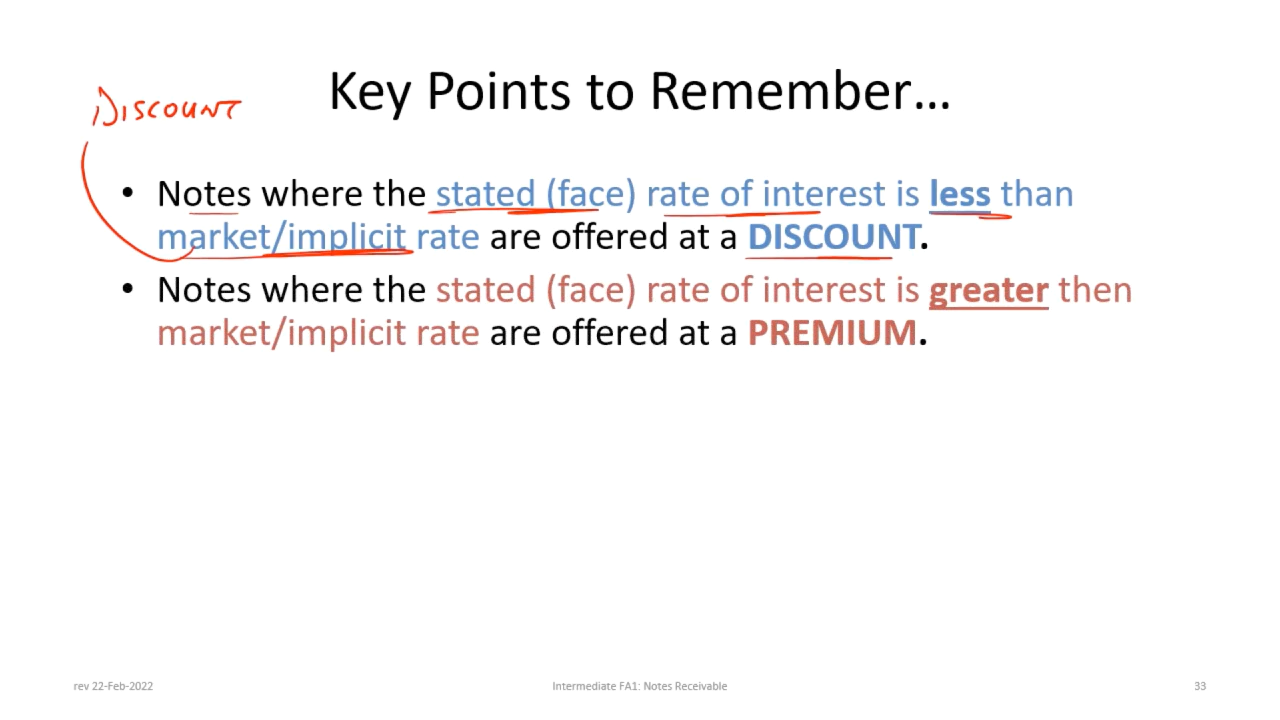 Key Points to Remember…
DISCOUNT
• Notes where the stated (face) rate of interest is less than
market/implicit rate are offered at a DISCOUNT.
• Notes where the stated (face) rate of interest is greater then
market/implicit rate are offered at a PREMIUM.
rev 22-Feb-2022
Intermediate FA1: Notes Receivable
33